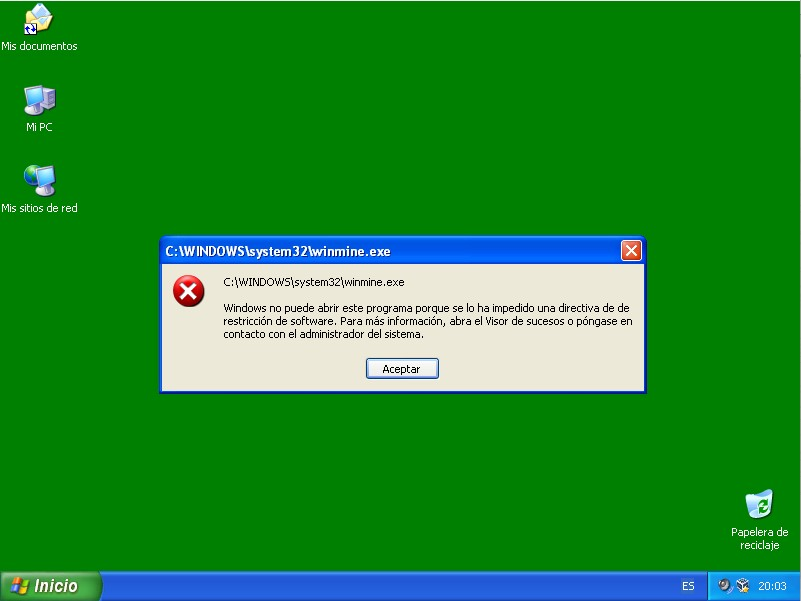 Mis documentos
Mi PC
Mis sitios de red
C:\WINDOWS\system32\winmine.exe
C:\WINDOWS\system32\winmine.exe
Windows no puede abrir este programa porque se lo ha impedido una directiva de de
restricción de software. Para más información, abra el Visor de sucesos o póngase en
contacto con el administrador del sistema.
Aceptar
Papelera de
reciclaje
Inicio
ES
20:03